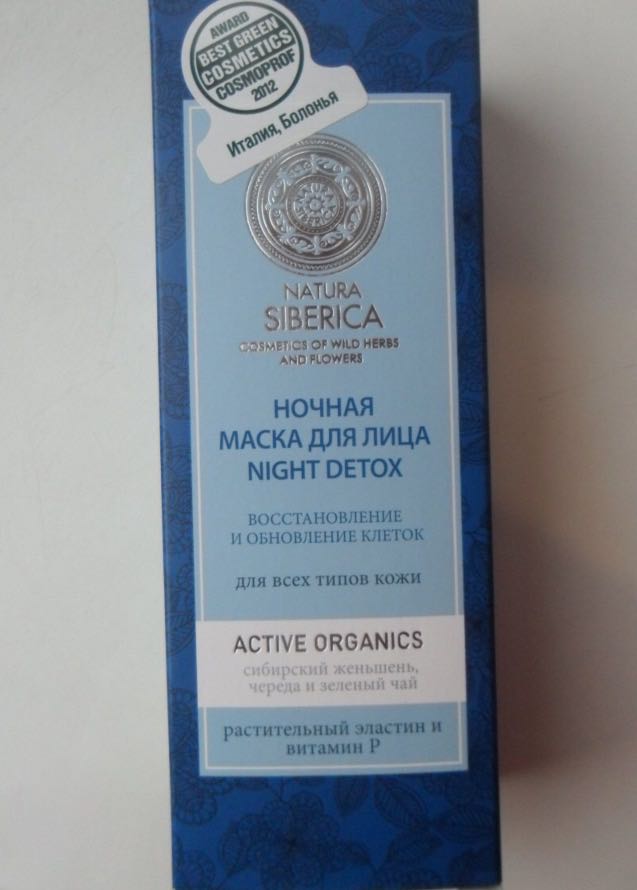 AWARD
BEST GREEN
COSMETICS
COSMOPROF
2012
Италия, Болонья
NATURA
SIBERICA
NATURA
SIBERICA
COSMETICS OF WILD HERBS
AND FLOWERS
НОЧНАЯ
МАСКА ДЛЯ ЛИЦА
NIGHT DETOX
ВОССТАНОВЛЕНИЕ
И ОБНОВЛЕНИЕ КЛЕТОК
для всех типов кожи
ACTIVE ORGANICS
сибирский женьшень,
череда и зеленый чай
растительный эластин и
витамин Р